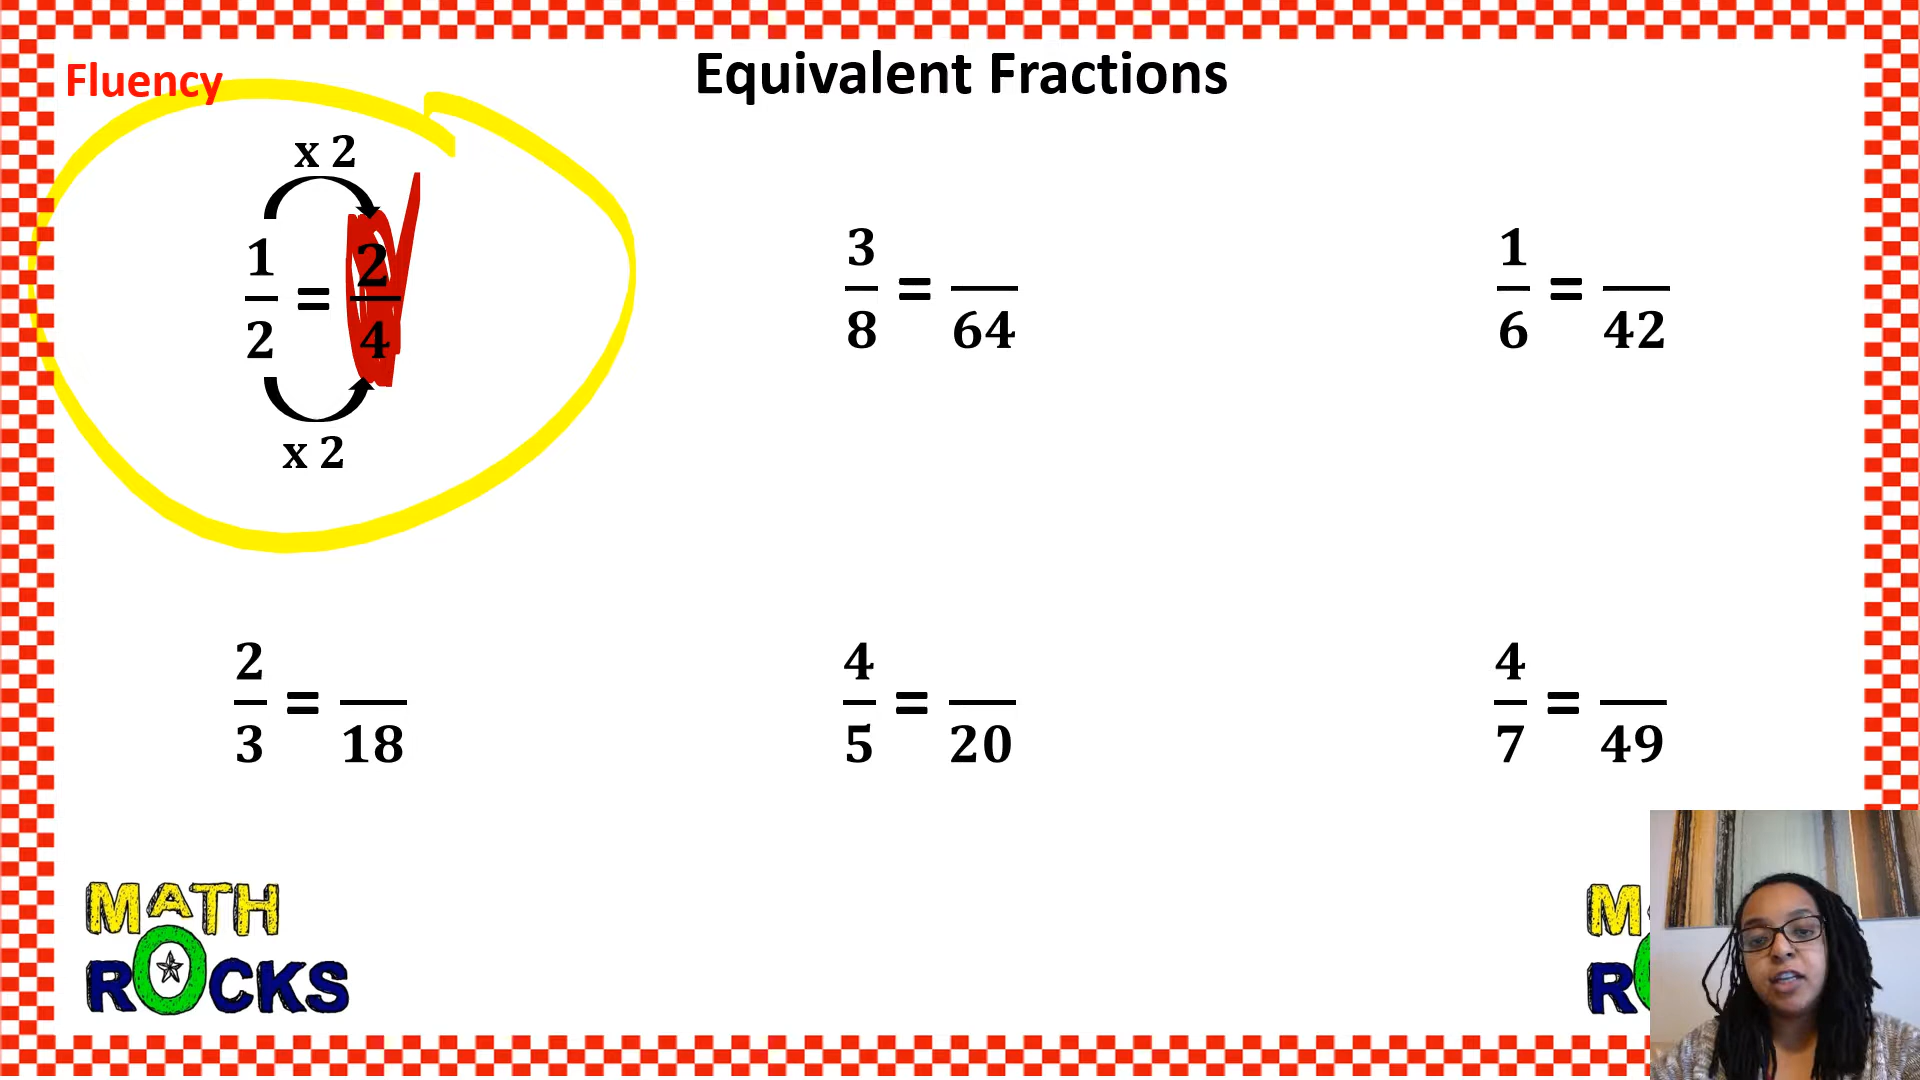 Equivalent Fractions
Fluency
x 2
1/2 = 2/4
x 2
3/8 = __/64
1/6 = __/42
2/3 = __/18
4/5 = __/20
4/7 = __/49
MATH
ROCKS
M
R